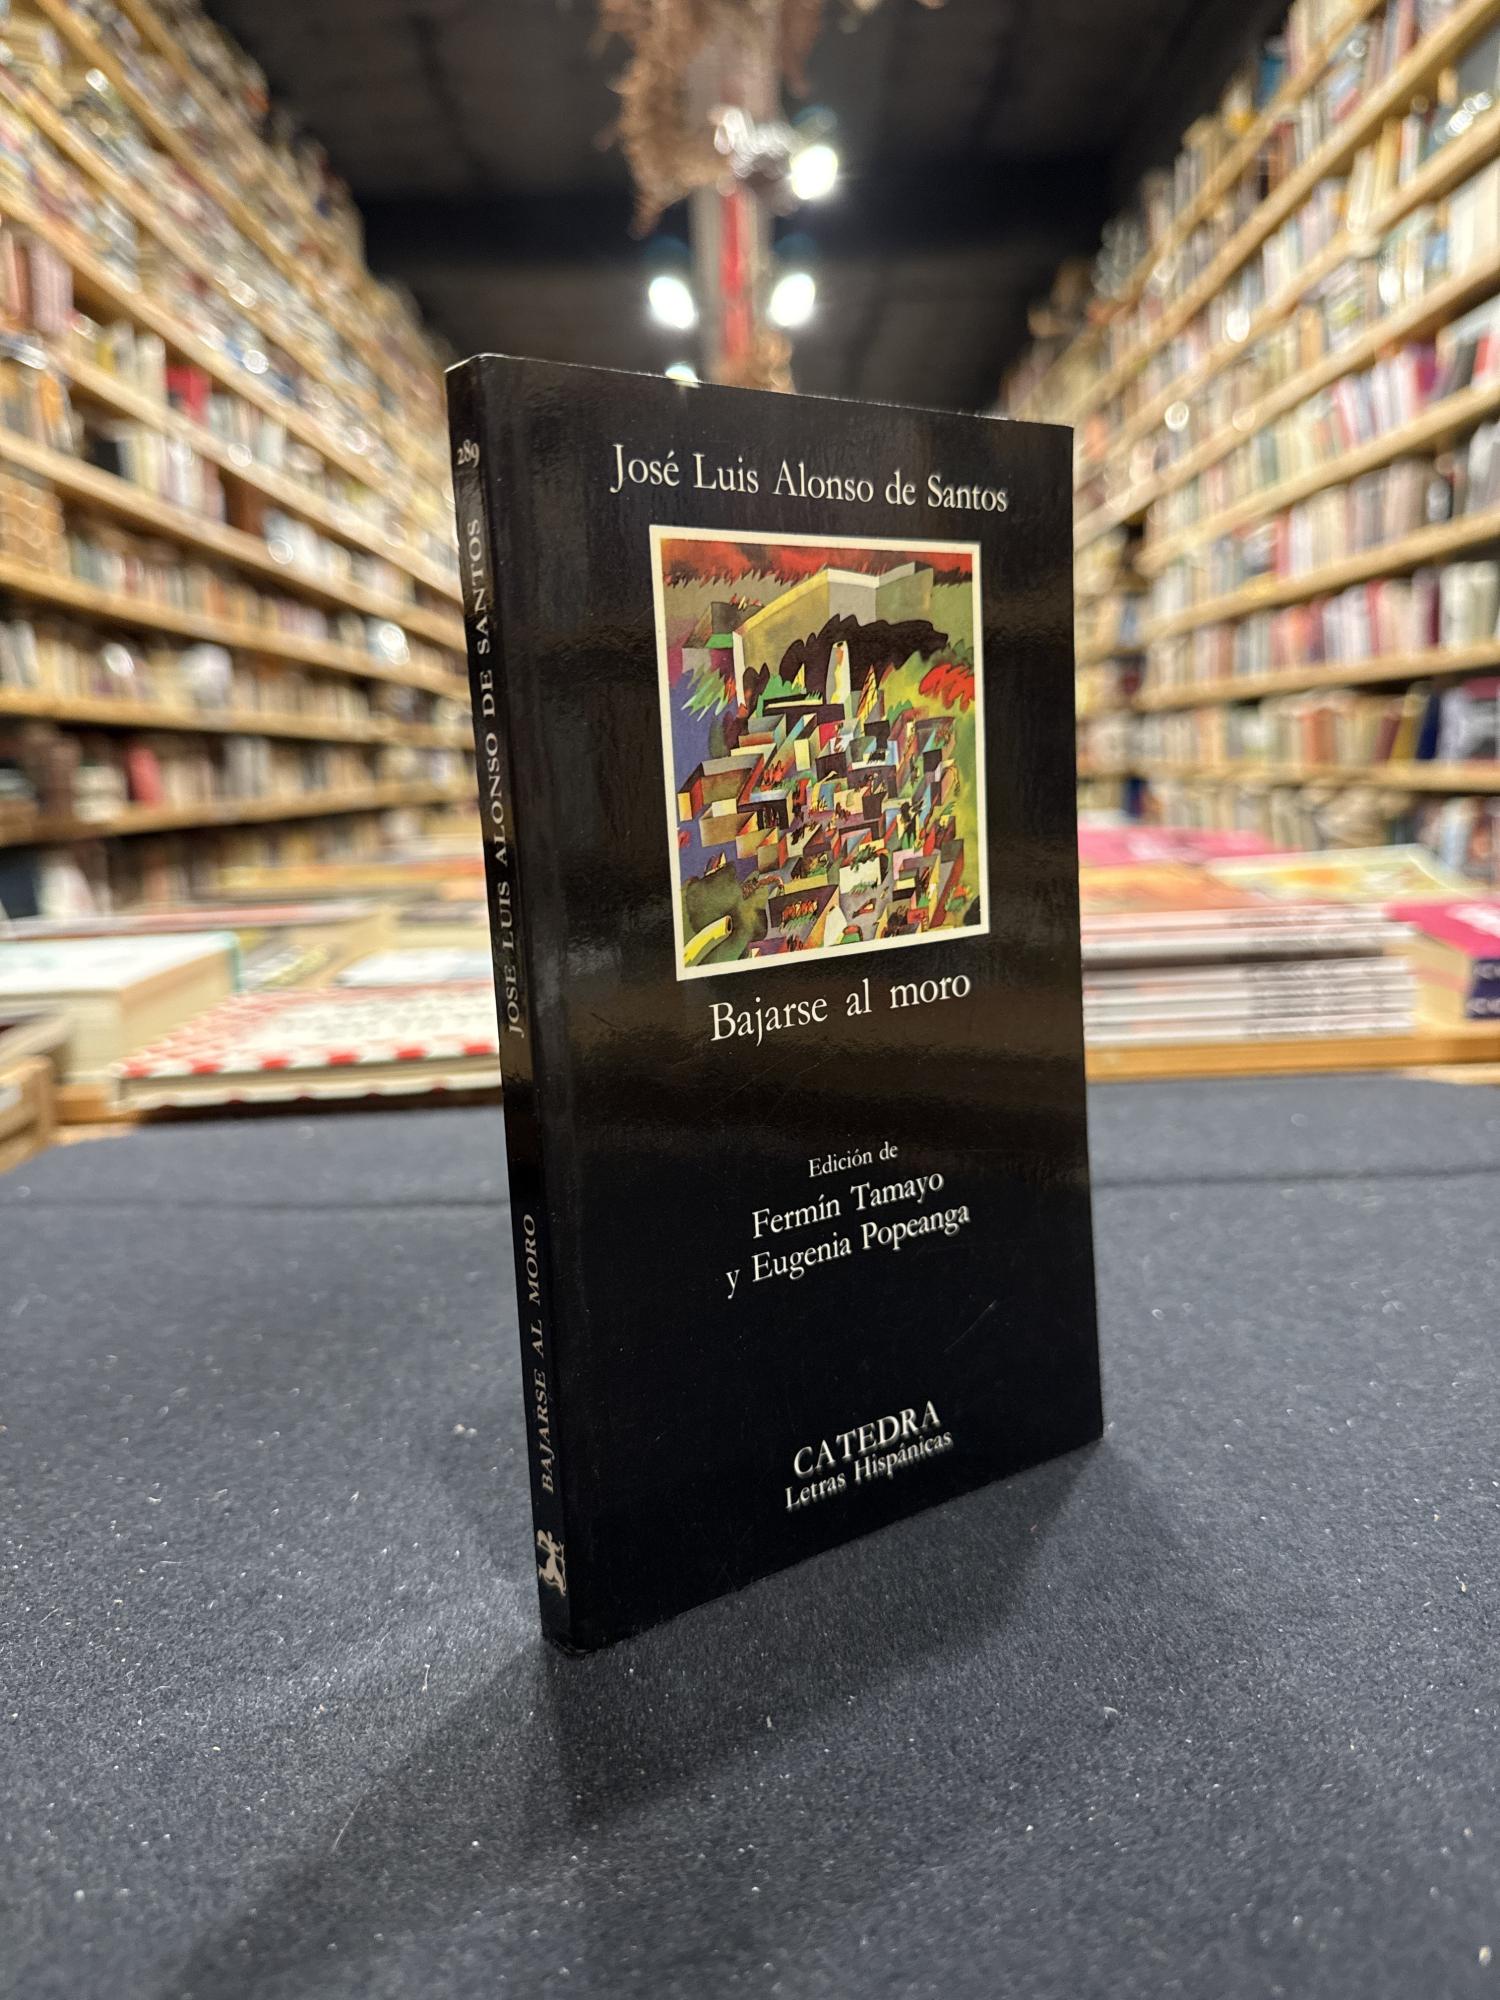 289
JOSE LUIS ALONSO DE SANTOS
BAJARSE AL MORO
José Luis Alonso de Santos
Bajarse al moro
Edición de
Fermín Tamayo
y Eugenia Popeanga
CATEDRA
Letras Hispánicas